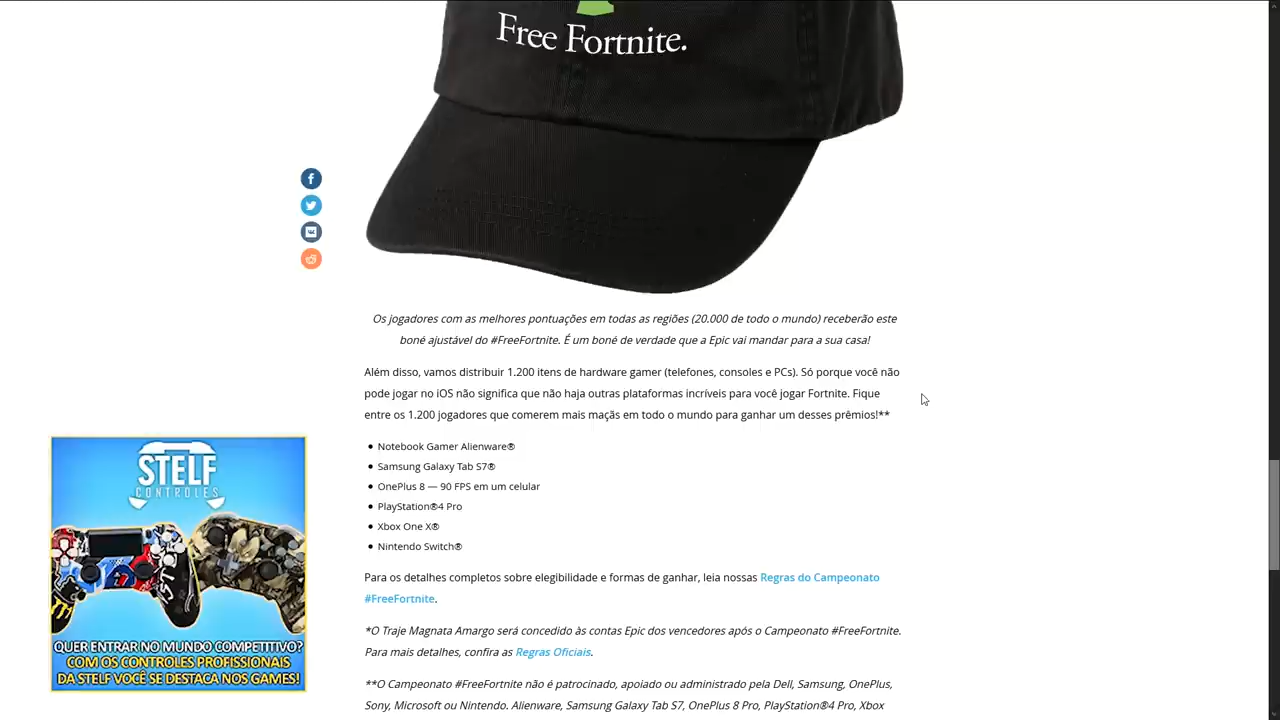 Free Fortnite.
Os jogadores com as melhores pontuações em todas as regiões (20.000 de todo o mundo) receberão este
boné ajustável do #FreeFortnite. É um boné de verdade que a Epic vai mandar para a sua casa!
Além disso, vamos distribuir 1.200 itens de hardware gamer (telefones, consoles e PCs). Só porque você não
pode jogar no iOS não significa que não haja outras plataformas incríveis para você jogar Fortnite. Fique
entre os 1.200 jogadores que comerem mais maçãs em todo o mundo para ganhar um desses prêmios!**
Notebook Gamer Alienware®
Samsung Galaxy Tab S7®
OnePlus 8 — 90 FPS em um celular
PlayStation®4 Pro
Xbox One X®
Nintendo Switch®
Para os detalhes completos sobre elegibilidade e formas de ganhar, leia nossas Regras do Campeonato
#FreeFortnite.
*O Traje Magnata Amargo será concedido às contas Epic dos vencedores após o Campeonato #FreeFortnite.
Para mais detalhes, confira as Regras Oficiais.
**O Campeonato #FreeFortnite não é patrocinado, apoiado ou administrado pela Dell, Samsung, OnePlus,
Sony, Microsoft ou Nintendo. Alienware, Samsung Galaxy Tab S7, OnePlus 8 Pro, PlayStation®4 Pro, Xbox
STELF
CONTROLES
QUER ENTRAR NO MUNDO COMPETITIVO?
COM OS CONTROLES PROFISSIONAIS
DA STELF VOCÊ SE DESTACA NOS GAMES!